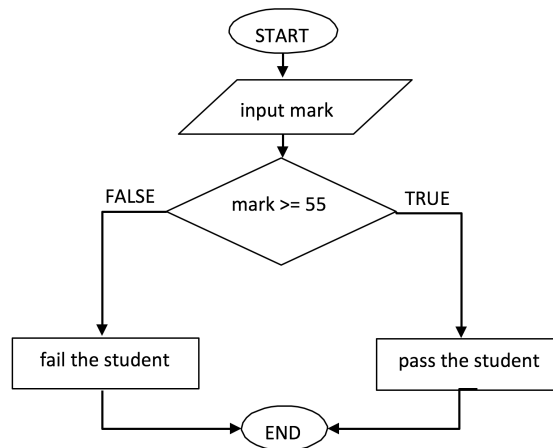 START
input mark
mark >= 55
FALSE
TRUE
fail the student
pass the student
END